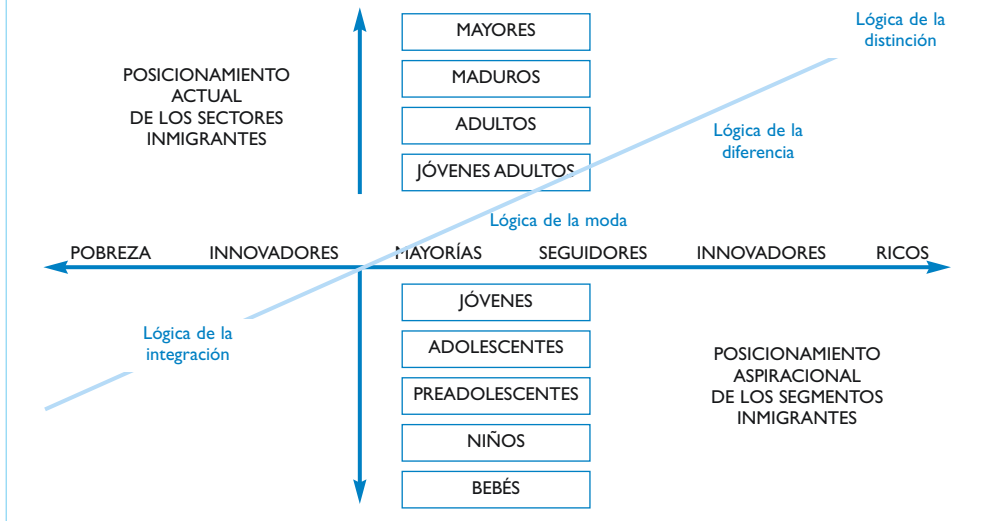 MAYORES
Lógica de la
distinción
POSICIONAMIENTO
ACTUAL
DE LOS SECTORES
INMIGRANTES
MADUROS
ADULTOS
Lógica de la
diferencia
JÓVENES ADULTOS
Lógica de la moda
POBREZA INNOVADORES MAYORÍAS SEGUIDORES INNOVADORES RICOS
JÓVENES
Lógica de la
integración
ADOLESCENTES
PREADOLESCENTES
NIÑOS
BEBÉS
POSICIONAMIENTO
ASPIRACIONAL
DE LOS SEGMENTOS
INMIGRANTES